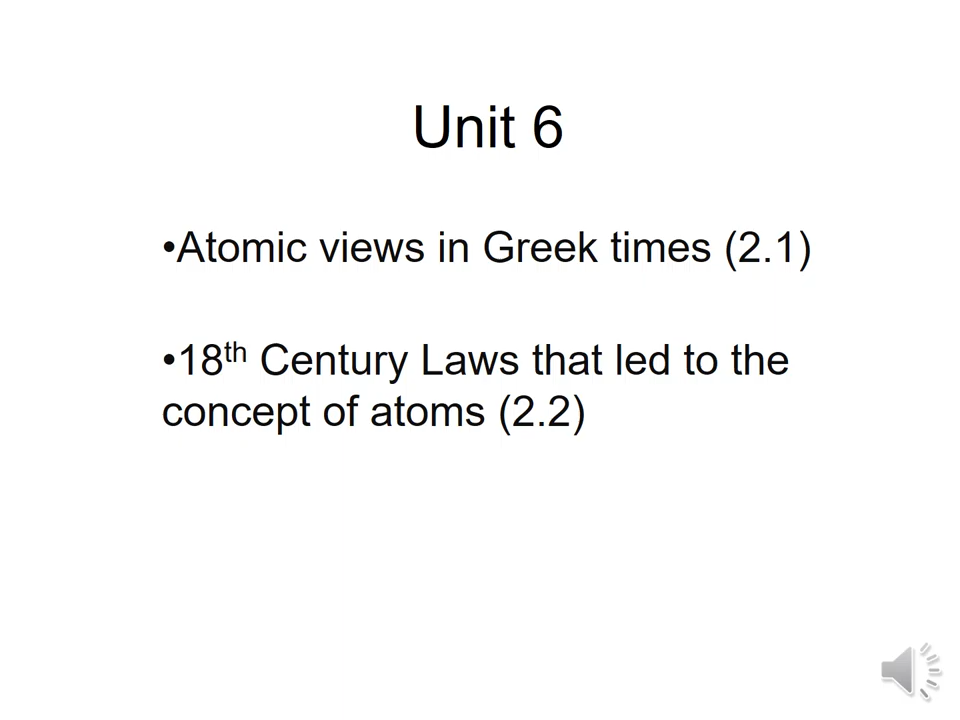 Unit 6
•Atomic views in Greek times (2.1)
•18th Century Laws that led to the
concept of atoms (2.2)